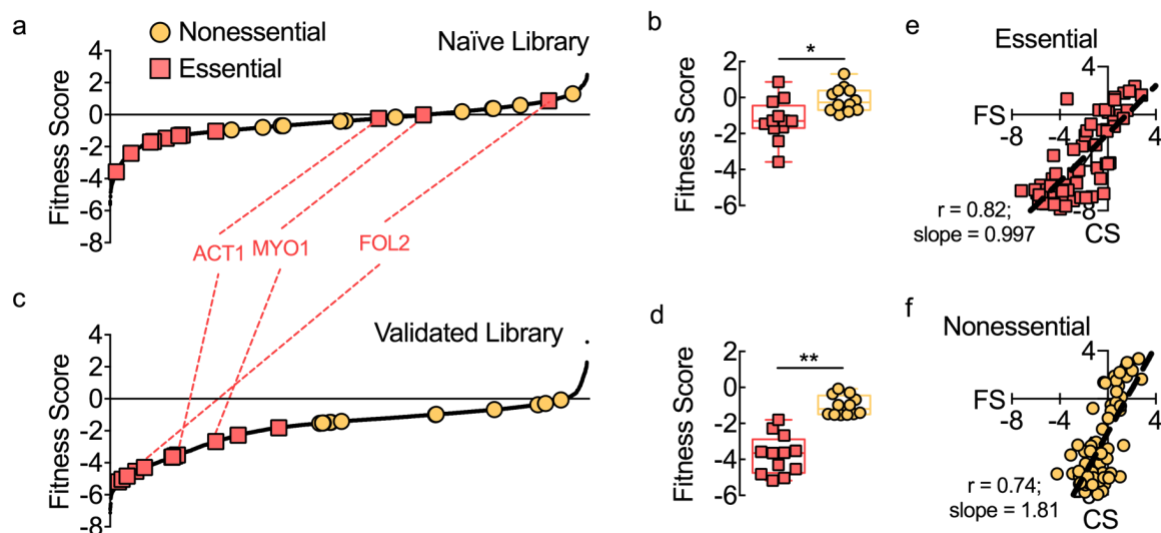 a
Nonessential
Essential
Naïve Library
Fitness Score
4
2
0
-2
-4
-6
-8
ACT1
MYO1
FOL2
b
*
Fitness Score
2
0
-2
-4
-6
c
Validated Library
Fitness Score
4
2
0
-2
-4
-6
-8
d
**
Fitness Score
2
0
-2
-4
-6
e
Essential
4
FS
-8
-4
4
-8
r = 0.82;
slope = 0.997
CS
f
Nonessential
4
FS
-8
-4
4
r = 0.74;
slope = 1.81
CS